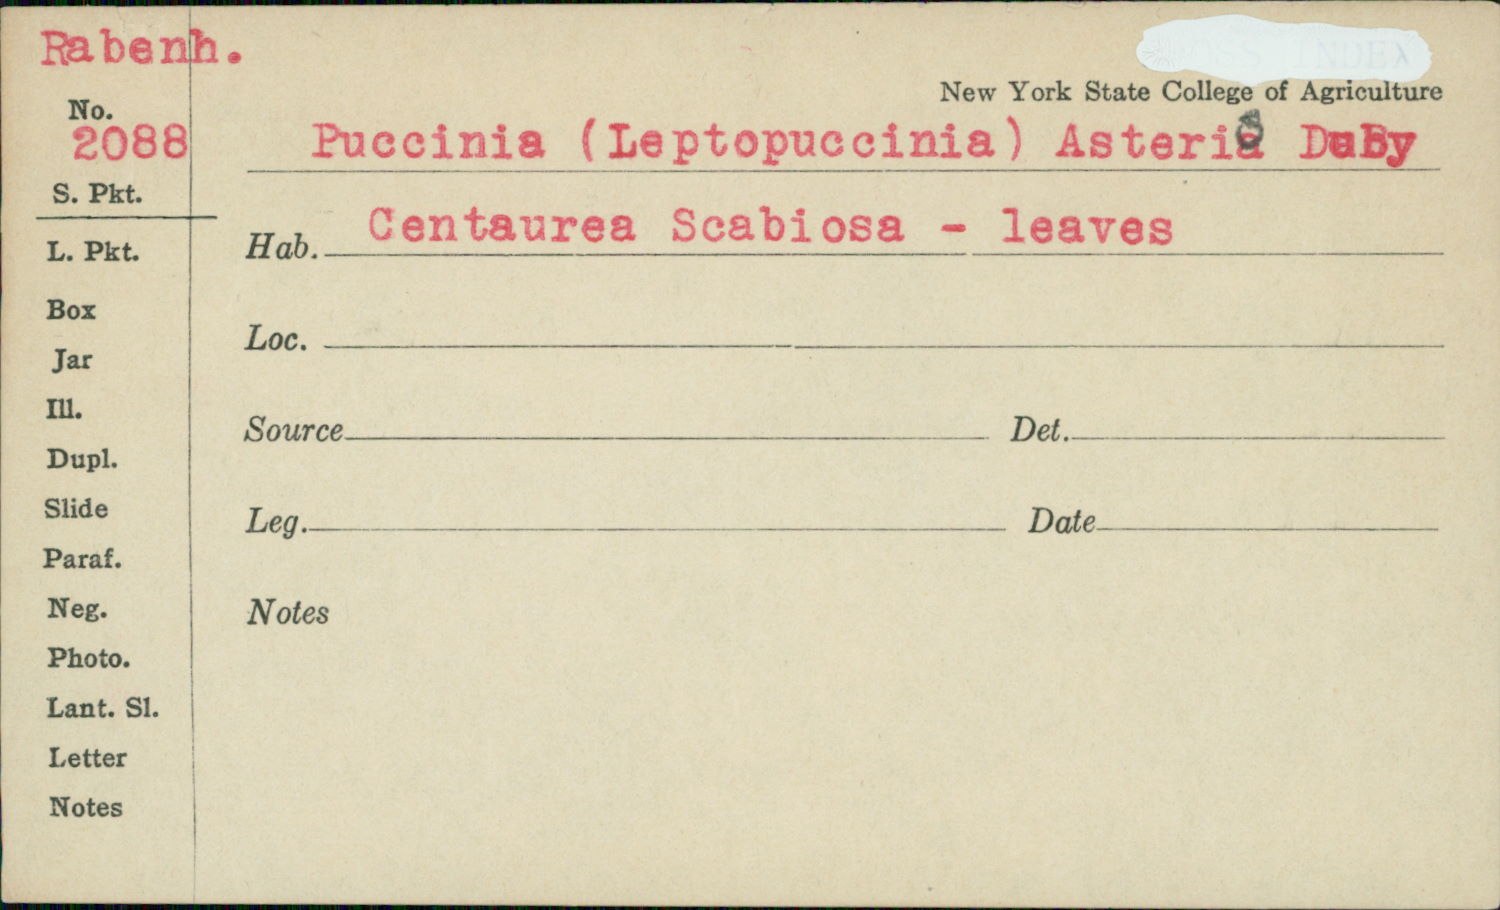 Rabenh.
New York State College of Agriculture
No.
2088
Puccinia (Leptopuccinia) Asteris DuBy
S. Pkt.
Hab. Centaurea Scabiosa - leaves
L. Pkt.
Box
Loc.
Jar
Ill.
Source Det.
Dupl.
Slide
Leg. Date
Paraf.
Neg.
Notes
Photo.
Lant. Sl.
Letter
Notes